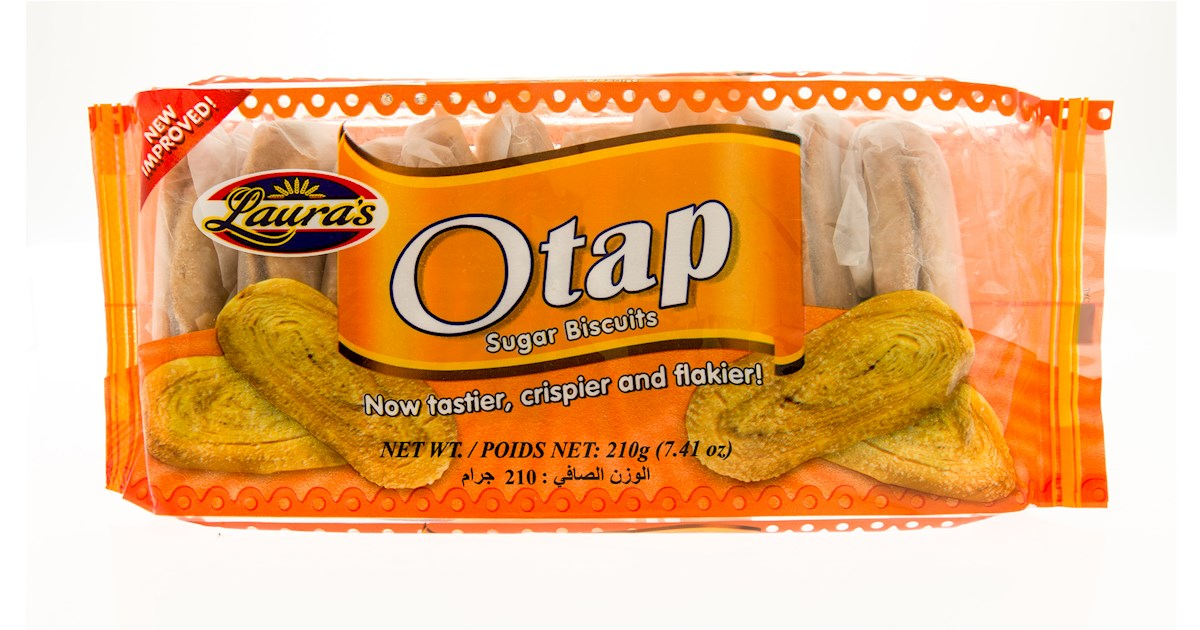 NEW
IMPROVED!
Laura's
Otap
Sugar Biscuits
Now tastier, crispier and flakier!
NET WT. / POIDS NET: 210g (7.41 oz)
الوزن الصافي : 210 جرام